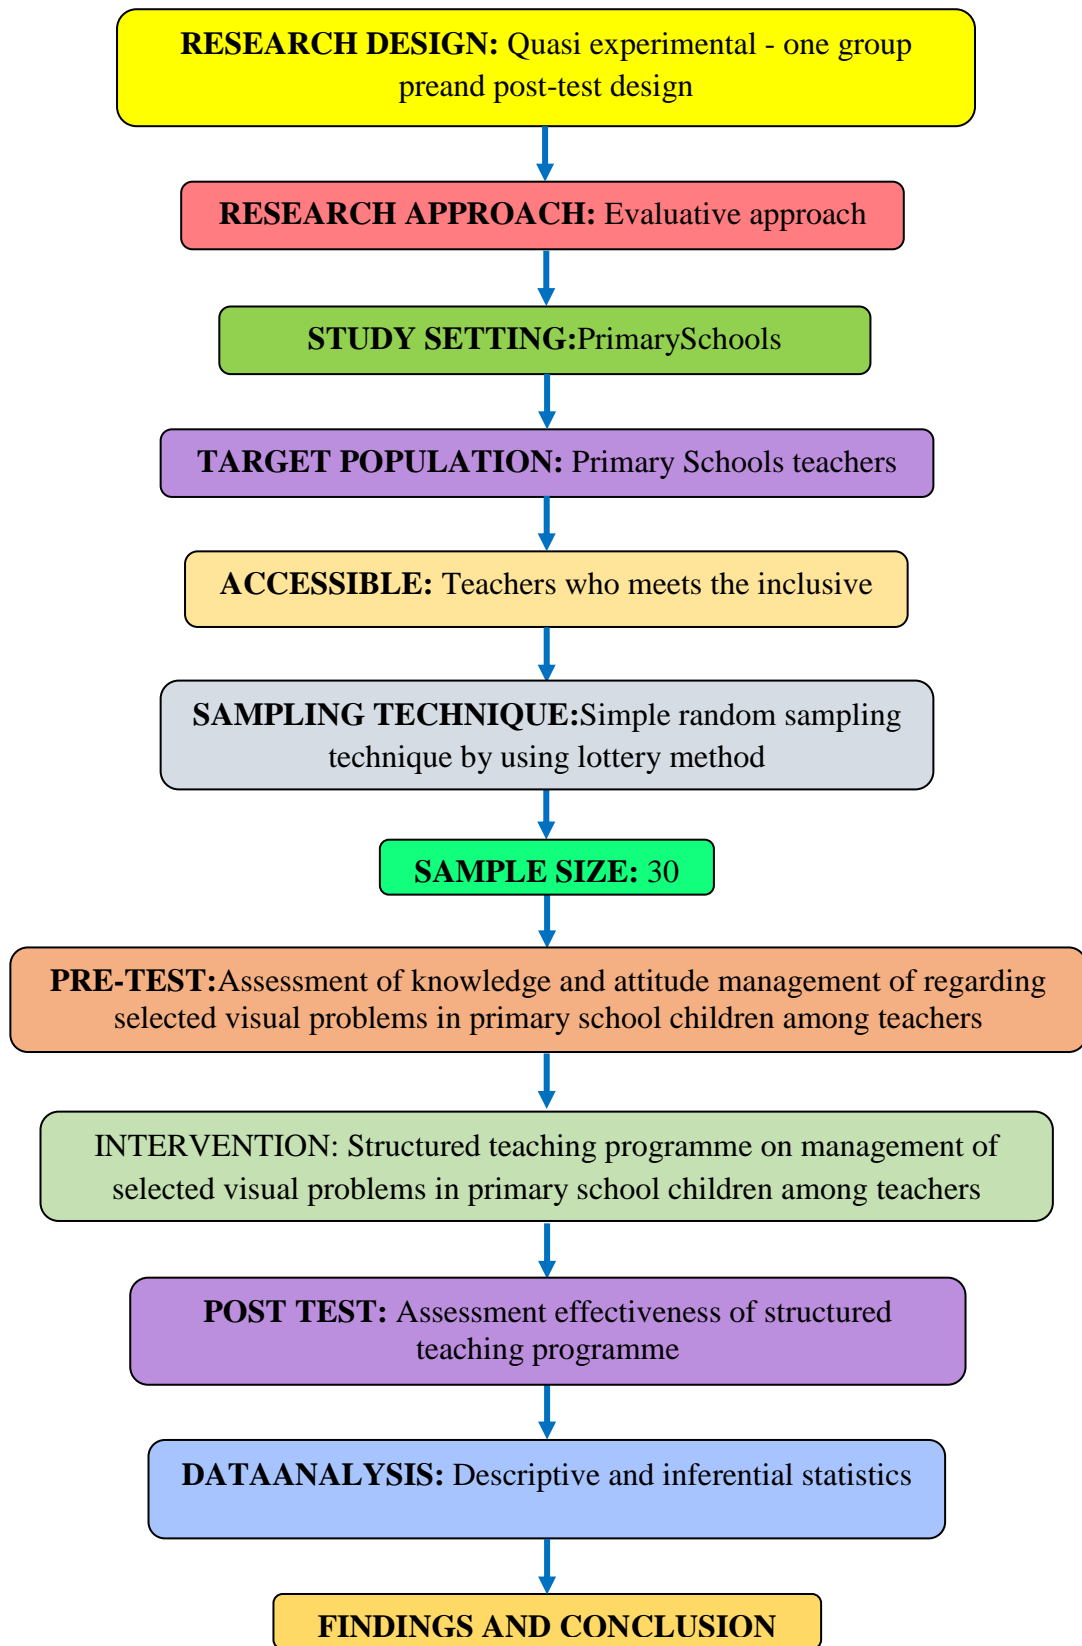 RESEARCH DESIGN: Quasi experimental - one group
preand post-test design
RESEARCH APPROACH: Evaluative approach
STUDY SETTING:PrimarySchools
TARGET POPULATION: Primary Schools teachers
ACCESSIBLE: Teachers who meets the inclusive
SAMPLING TECHNIQUE:Simple random sampling
technique by using lottery method
SAMPLE SIZE: 30
PRE-TEST:Assessment of knowledge and attitude management of regarding
selected visual problems in primary school children among teachers
INTERVENTION: Structured teaching programme on management of
selected visual problems in primary school children among teachers
POST TEST: Assessment effectiveness of structured
teaching programme
DATAANALYSIS: Descriptive and inferential statistics
FINDINGS AND CONCLUSION